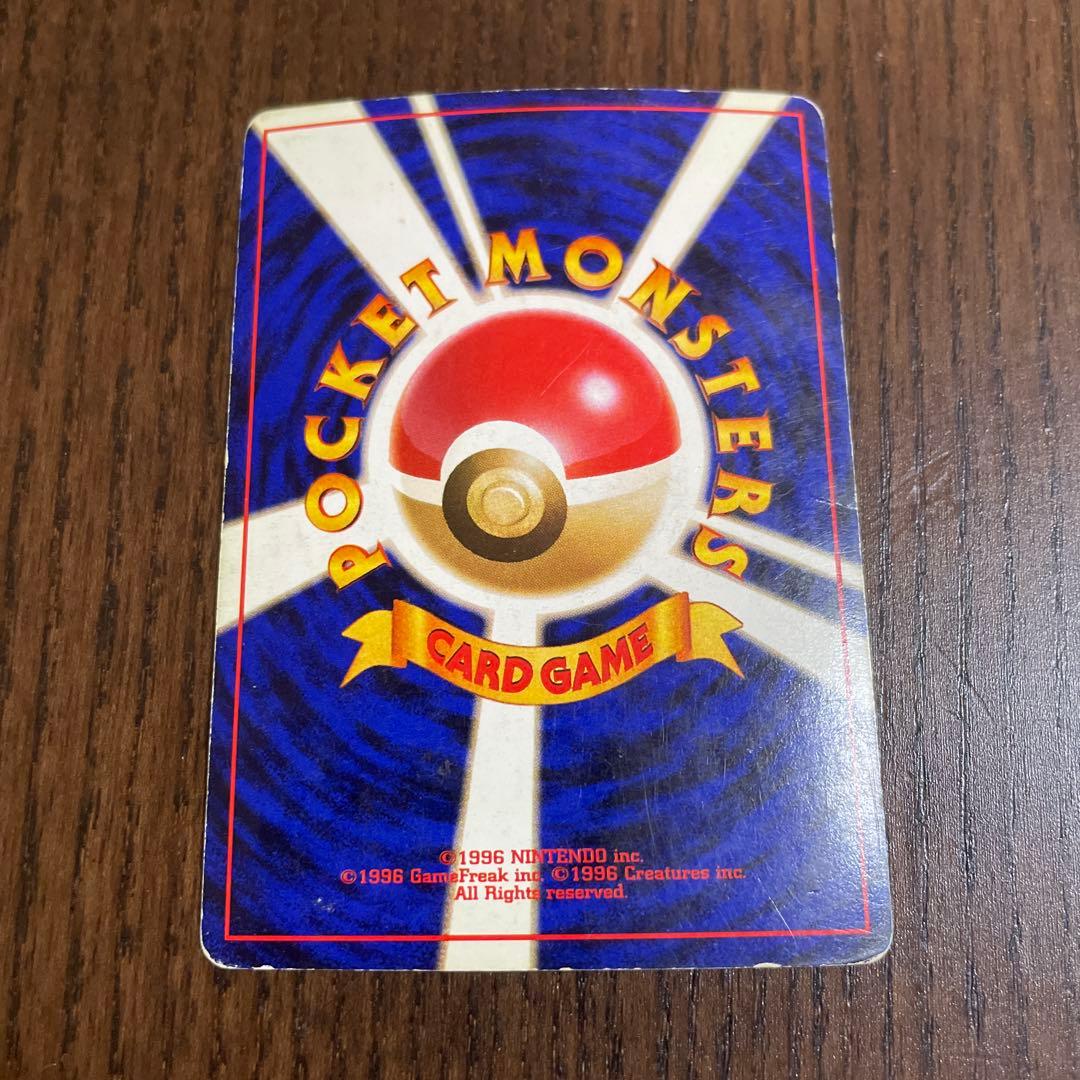 POCKET MONSTERS
CARD GAME
©1996 NINTENDO inc.
©1996 GameFreak inc. ©1996 Creatures inc.
All Rights reserved.